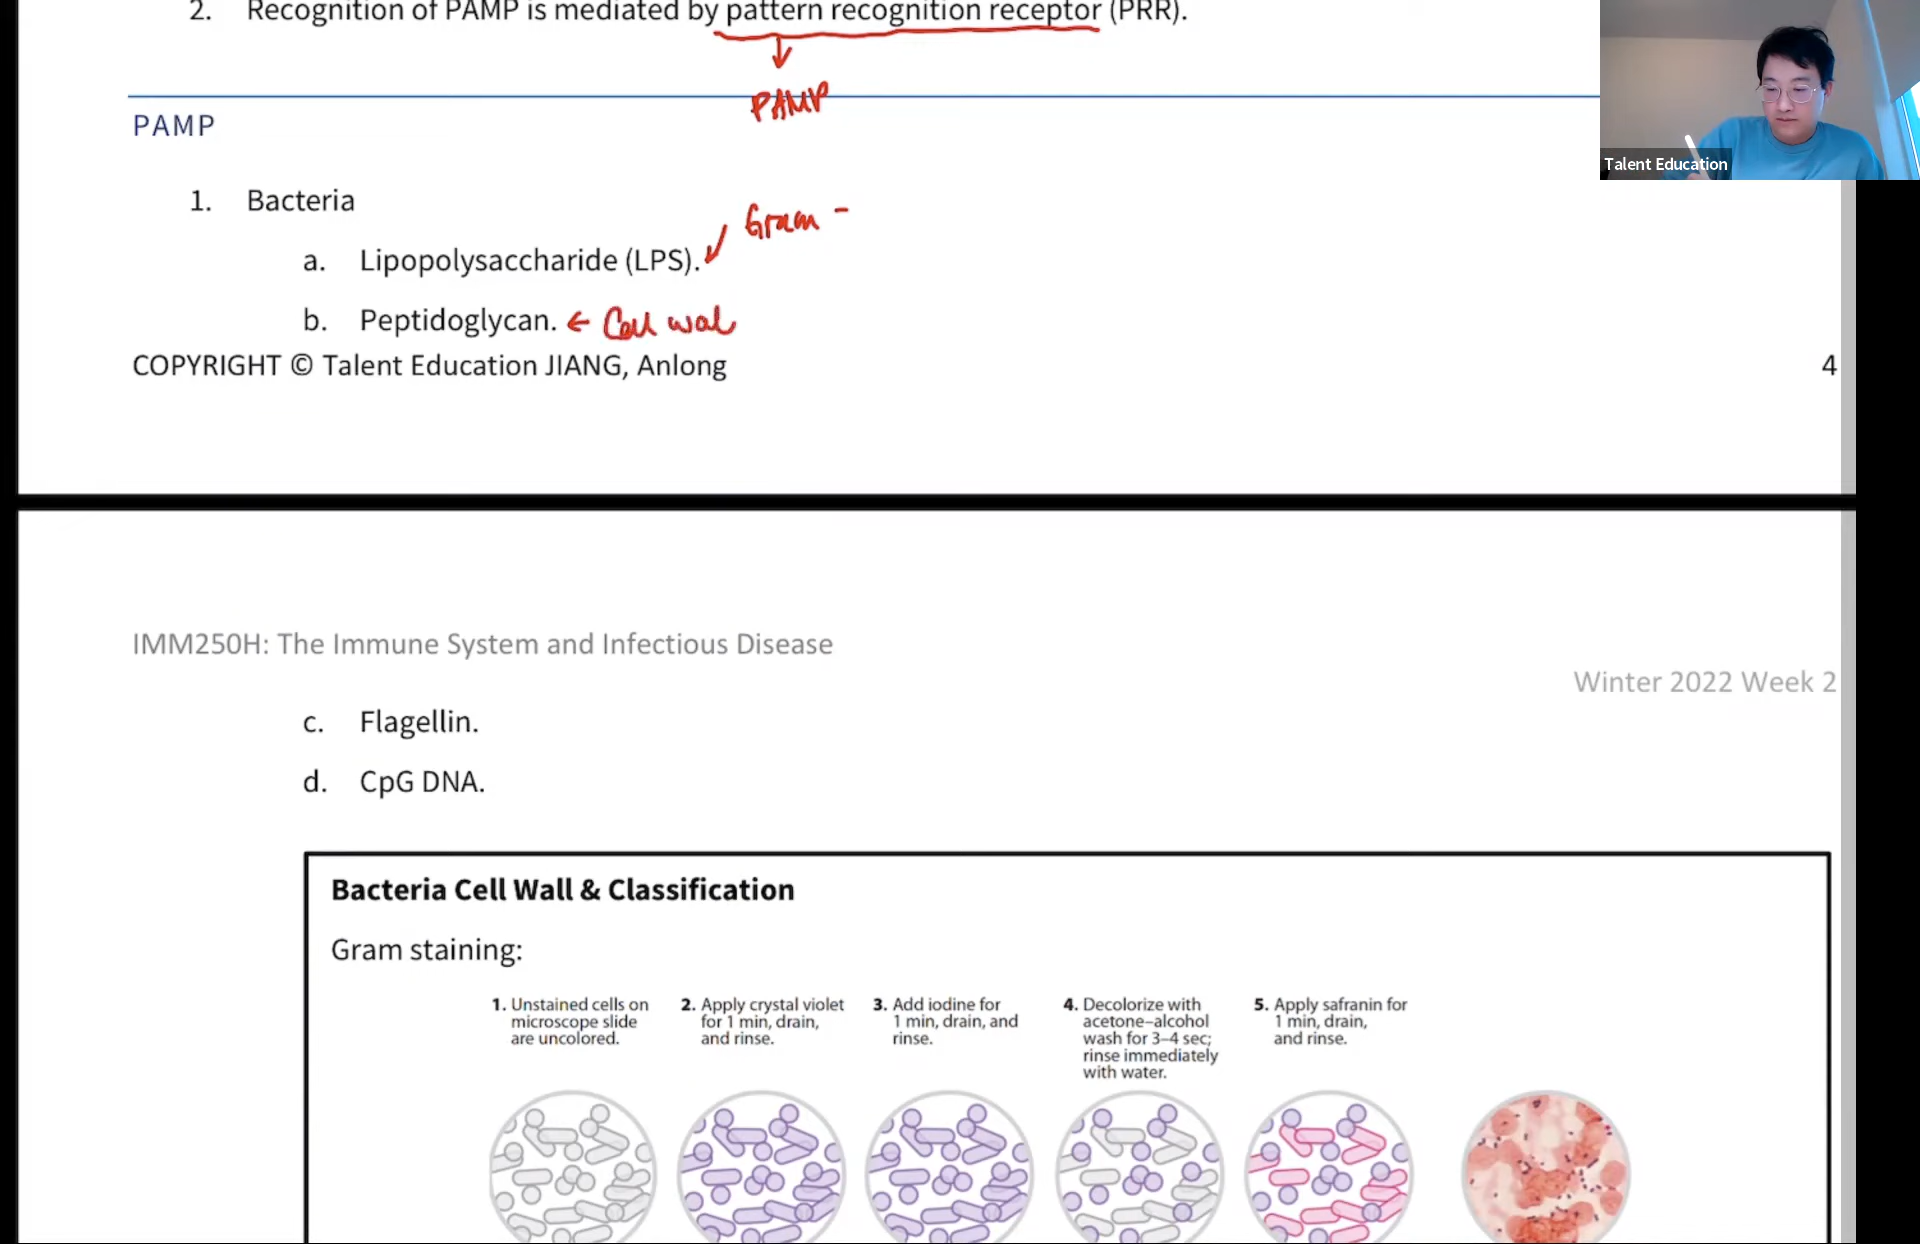 2. Recognition of PAMP is mediated by pattern recognition receptor (PRR).
PAMP
Talent Education
PAMP
1. Bacteria
Gram -
a. Lipopolysaccharide (LPS).
b. Peptidoglycan. ← Cell wal
COPYRIGHT © Talent Education JIANG, Anlong 4
IMM250H: The Immune System and Infectious Disease
Winter 2022 Week 2
c. Flagellin.
d. CpG DNA.
Bacteria Cell Wall & Classification
Gram staining:
1. Unstained cells on
microscope slide
are uncolored.
2. Apply crystal violet
for 1 min, drain,
and rinse.
3. Add iodine for
1 min, drain, and
rinse.
4. Decolorize with
acetone–alcohol
wash for 3–4 sec;
rinse immediately
with water.
5. Apply safranin for
1 min, drain,
and rinse.